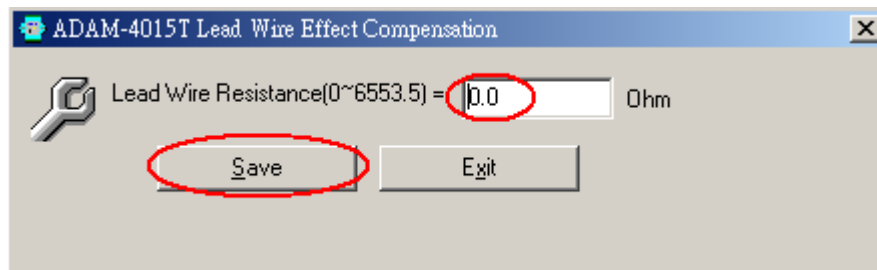 ADAM-4015T Lead Wire Effect Compensation
Lead Wire Resistance(0~6553.5) = 0.0 Ohm
Save Exit